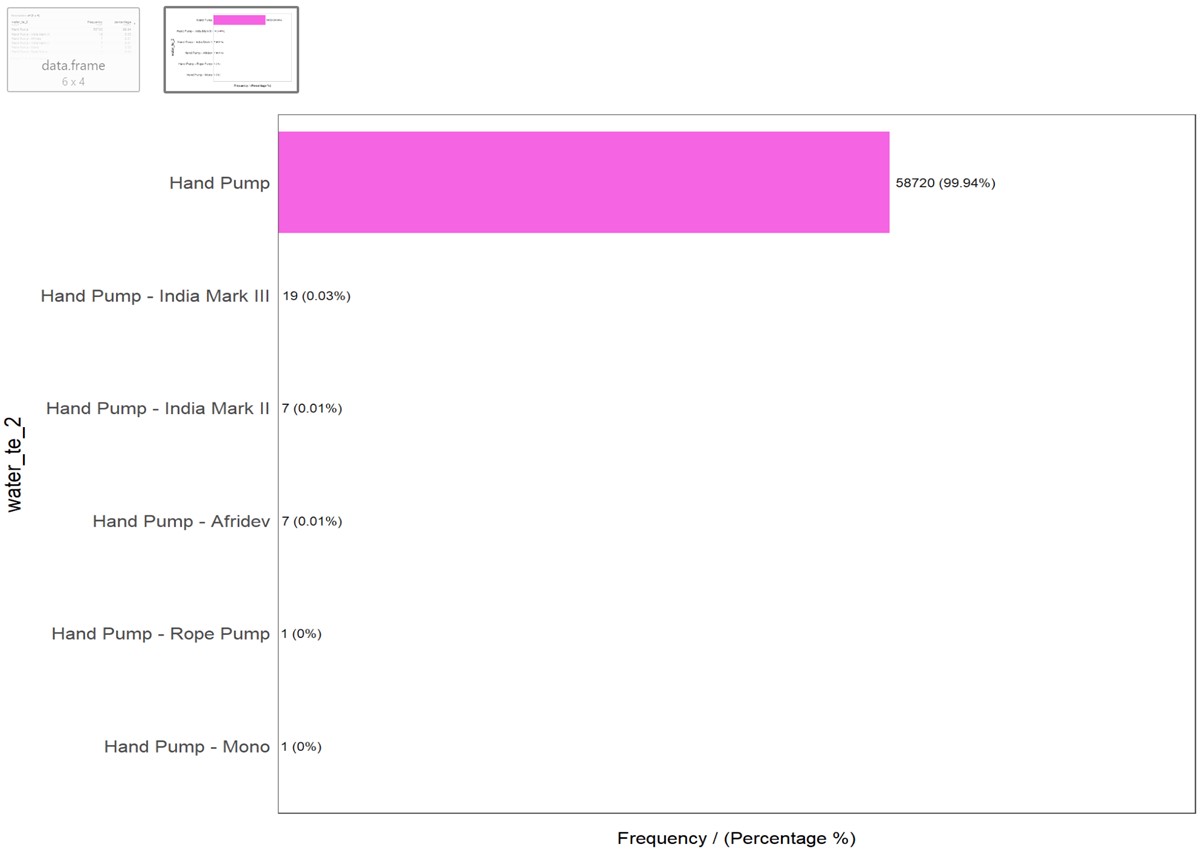 data.frame
6 x 4
Hand Pump
58720 (99.94%)
Hand Pump - India Mark III
19 (0.03%)
Hand Pump - India Mark II
7 (0.01%)
Hand Pump - Afridev
7 (0.01%)
Hand Pump - Rope Pump
1 (0%)
Hand Pump - Mono
1 (0%)
water_te_2
Frequency / (Percentage %)